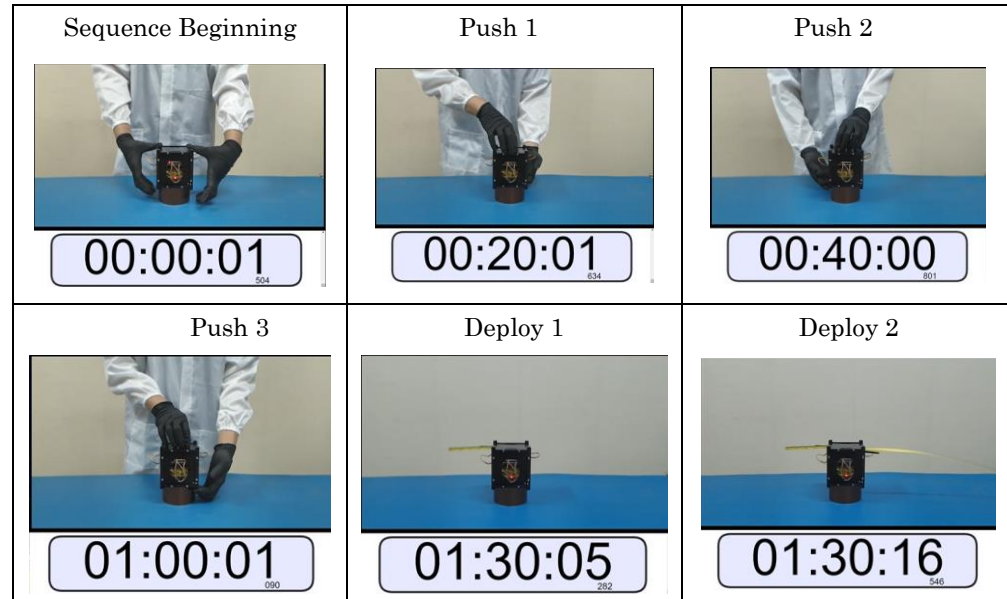 Sequence Beginning
Push 1
Push 2
00:00:01
504
00:20:01
634
00:40:00
801
Push 3
Deploy 1
Deploy 2
01:00:01
090
01:30:05
282
01:30:16
546